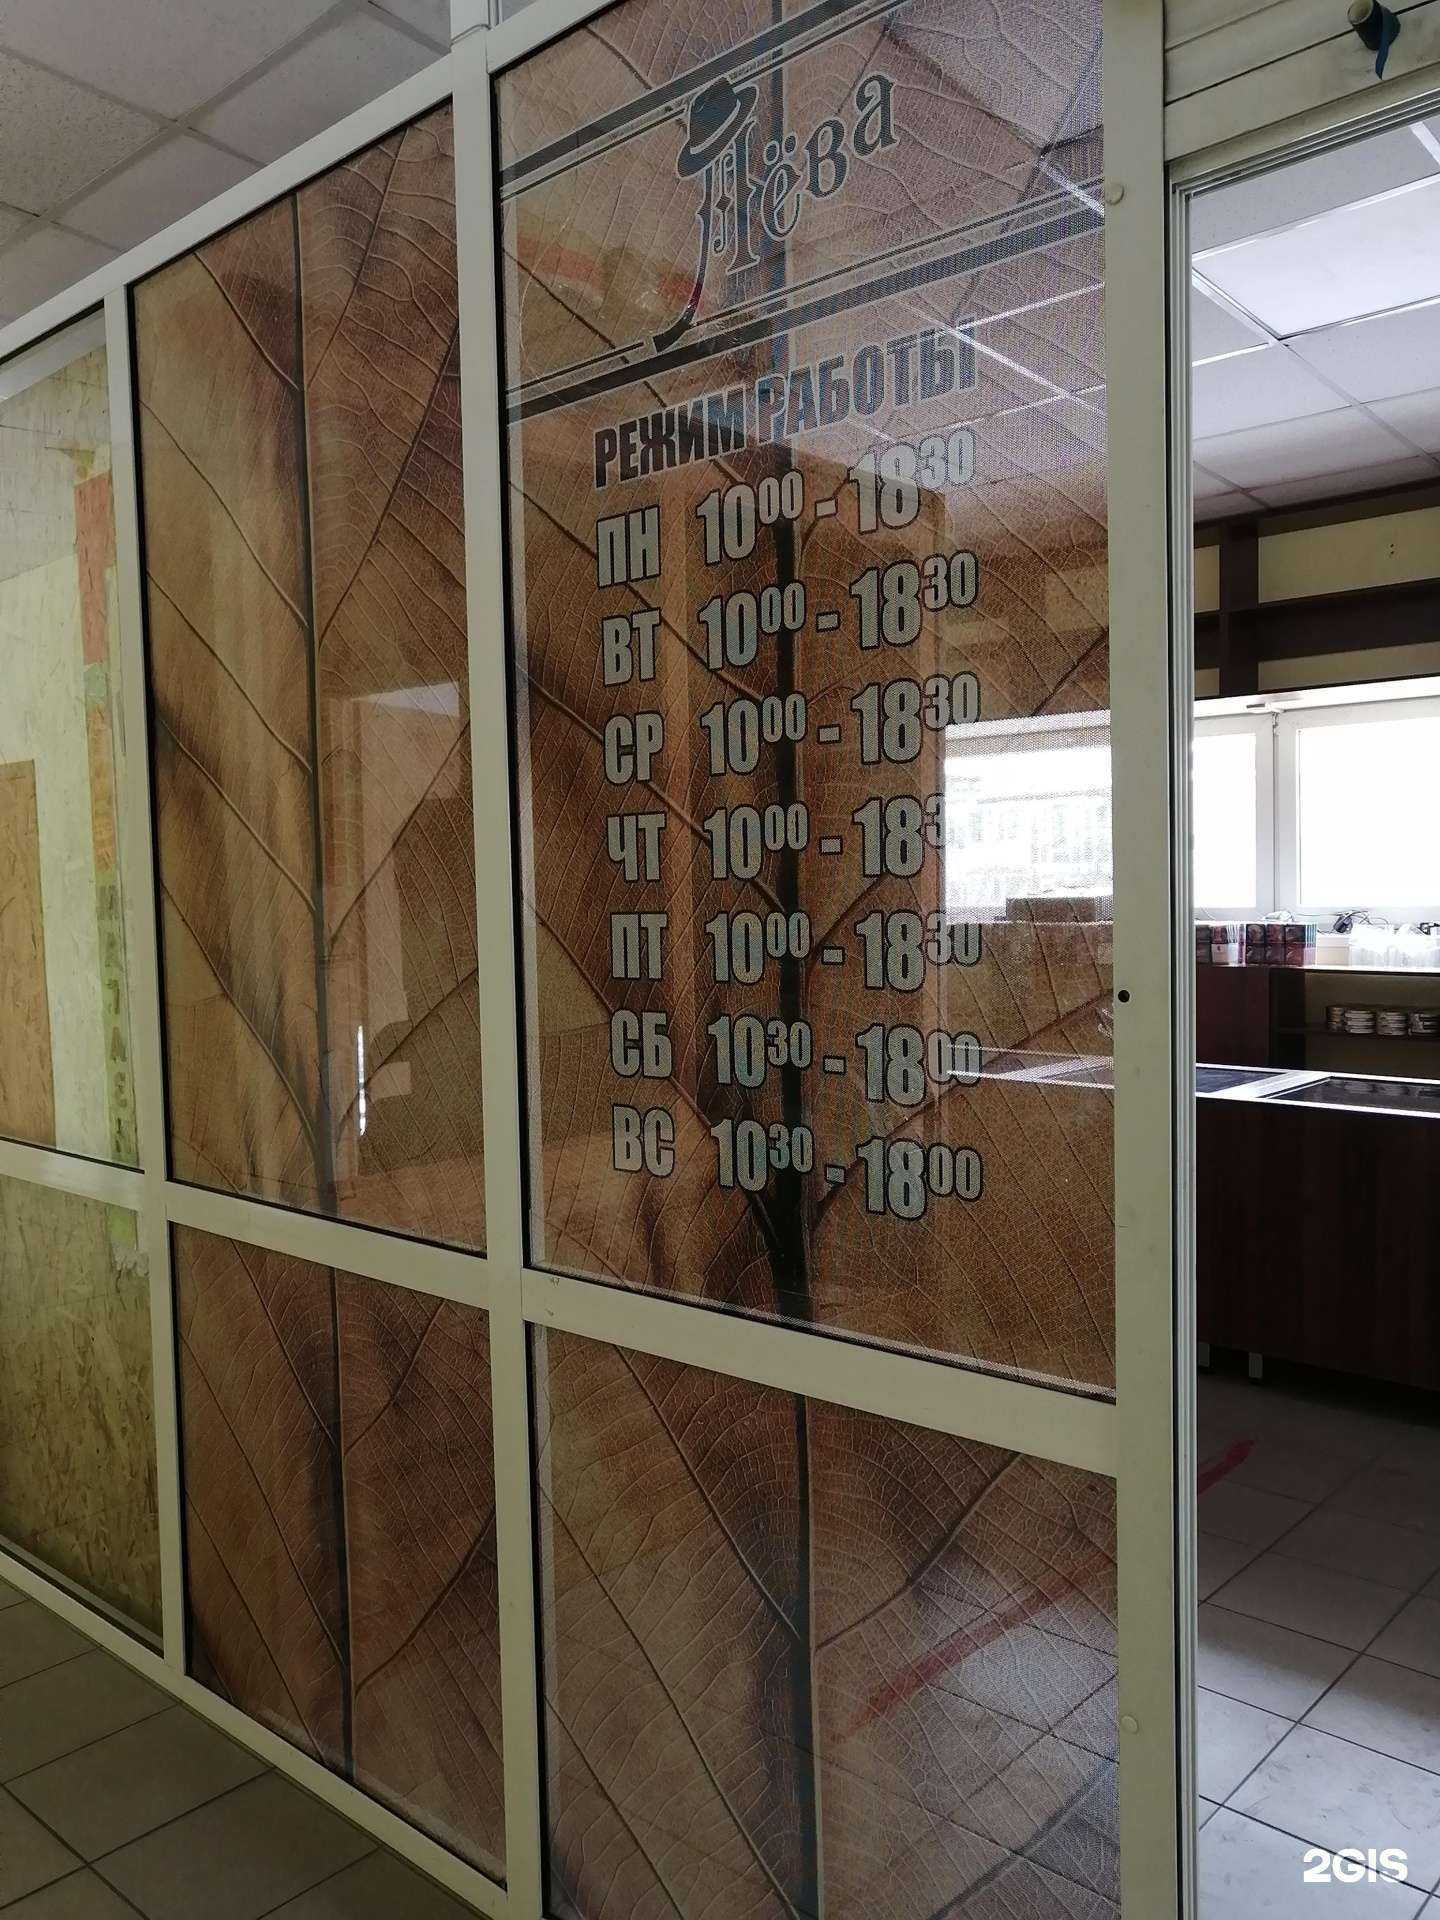 Лёва
РЕЖИМ РАБОТЫ
ПН 10⁰⁰ - 18³⁰
ВТ 10⁰⁰ - 18³⁰
СР 10⁰⁰ - 18³⁰
ЧТ 10⁰⁰ - 18³⁰
ПТ 10⁰⁰ - 18³⁰
СБ 10³⁰ - 18⁰⁰
ВС 10³⁰ - 18⁰⁰
2GIS